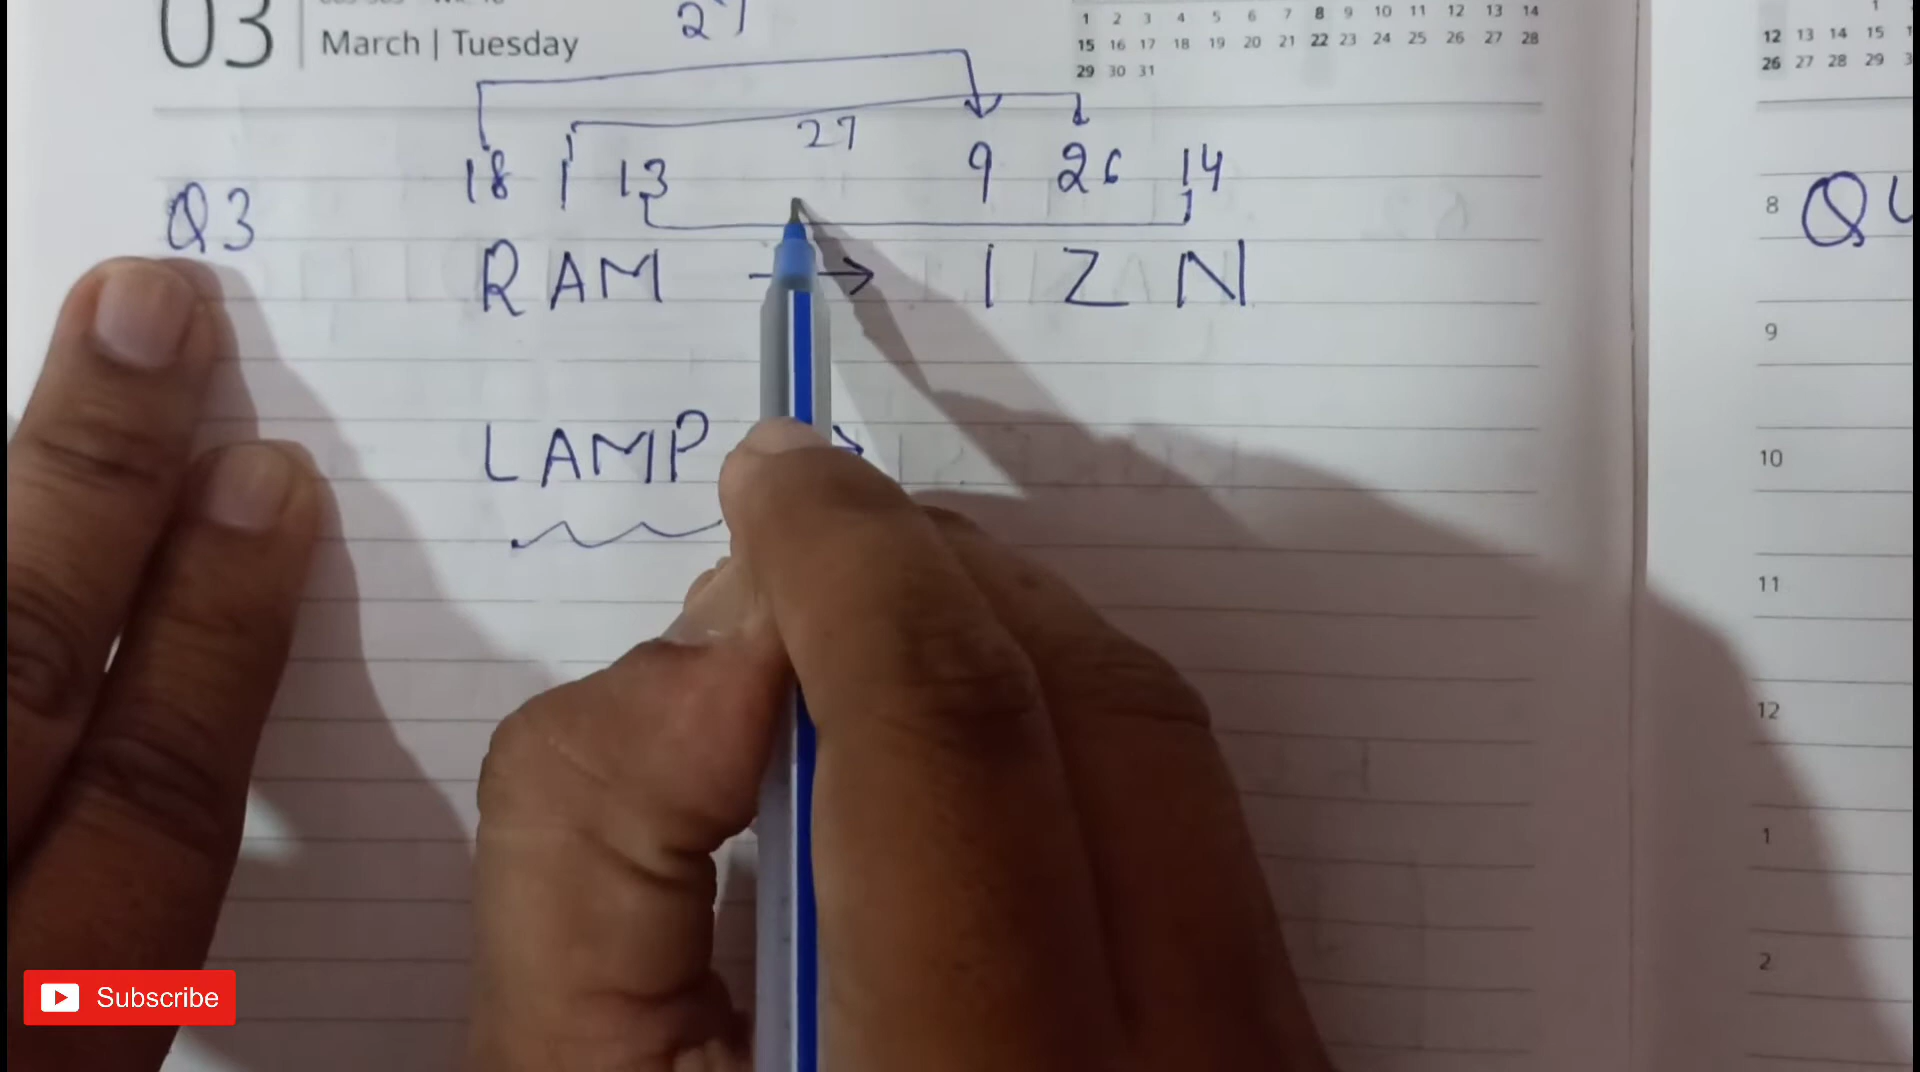 03
March | Tuesday
27
1 2 3 4 5 6 7 8 9 10 11 12 13 14
15 16 17 18 19 20 21 22 23 24 25 26 27 28
29 30 31
12 13 14 15
26 27 28 29
27
18 1 13 9 26 14
Q3
RAM → I Z N
LAMP
8
9
10
11
12
1
2
Subscribe